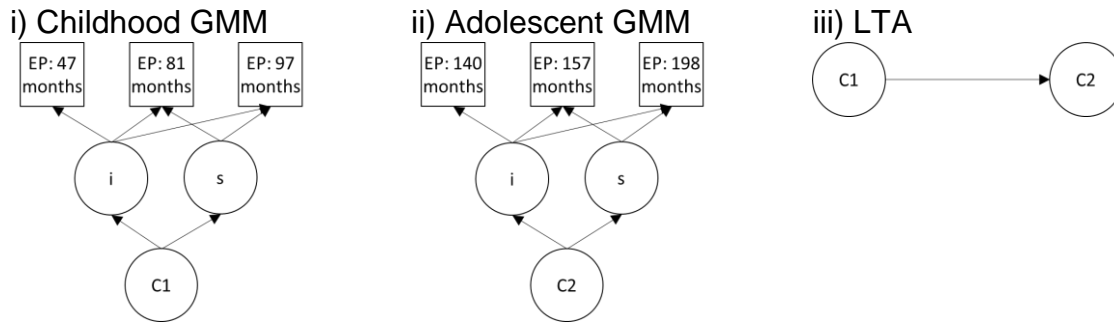 i) Childhood GMM
EP: 47
months
EP: 81
months
EP: 97
months
i
s
C1
ii) Adolescent GMM
EP: 140
months
EP: 157
months
EP: 198
months
i
s
C2
iii) LTA
C1
C2